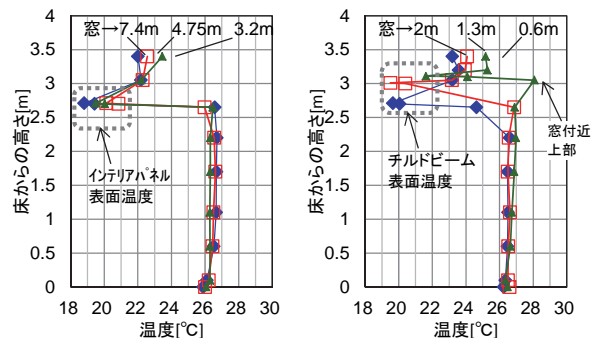 窓→7.4m 4.75m 3.2m
4
3.5
3
2.5
2
1.5
1
0.5
0
床からの高さ[m]
インテリアパネル
表面温度
18 20 22 24 26 28 30
温度[℃]
窓→2m 1.3m 0.6m
4
3.5
3
2.5
2
1.5
1
0.5
0
床からの高さ[m]
窓付近
上部
チルドビーム
表面温度
18 20 22 24 26 28 30
温度[℃]